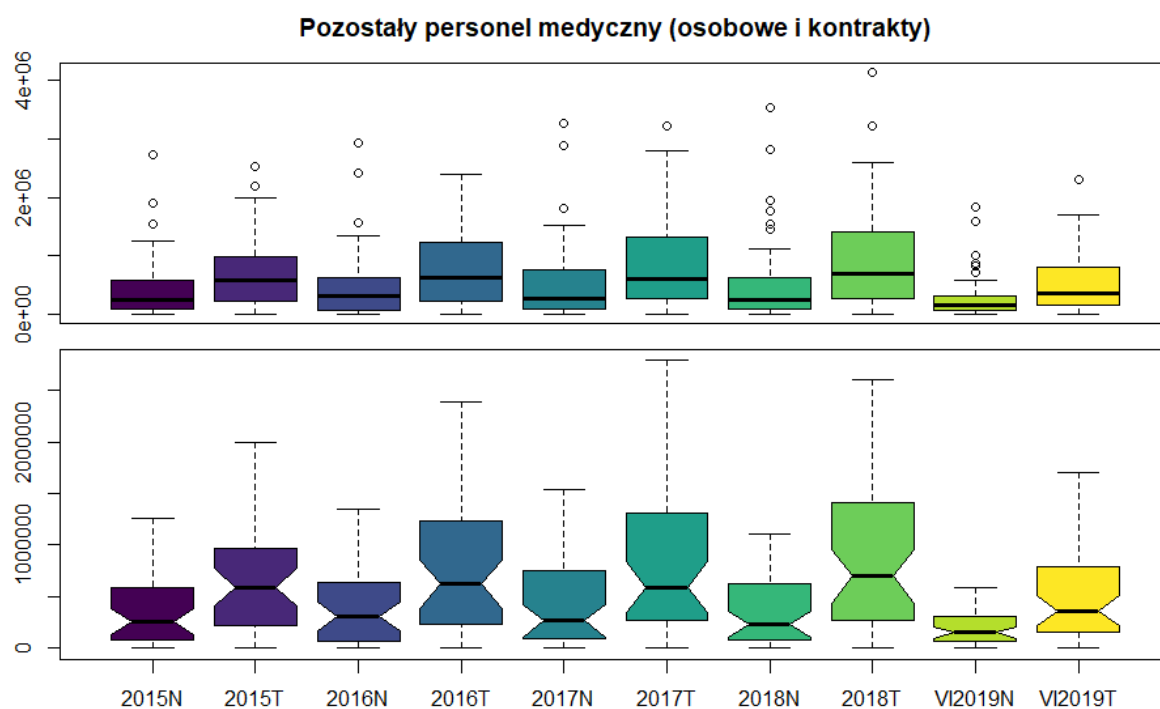 Pozostały personel medyczny (osobowe i kontrakty)
4e+06
2e+06
0e+00
2000000
1000000
0
2015N 2015T 2016N 2016T 2017N 2017T 2018N 2018T VI2019N VI2019T